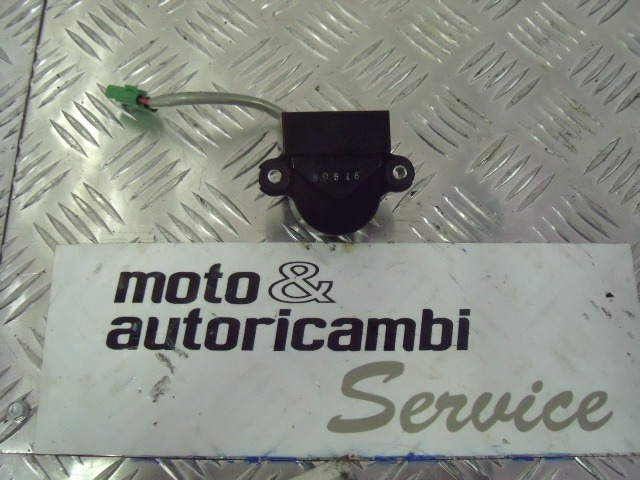 moto &
autoricambi
Service